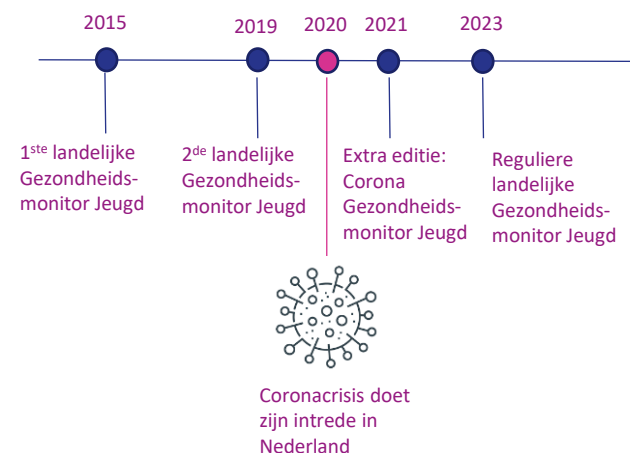 2015
2019
2020
2021
2023
1ste landelijke
Gezondheids-
monitor Jeugd
2de landelijke
Gezondheids-
monitor Jeugd
Extra editie:
Corona
Gezondheids-
monitor Jeugd
Reguliere
landelijke
Gezondheids-
monitor Jeugd
Coronacrisis doet
zijn intrede in
Nederland